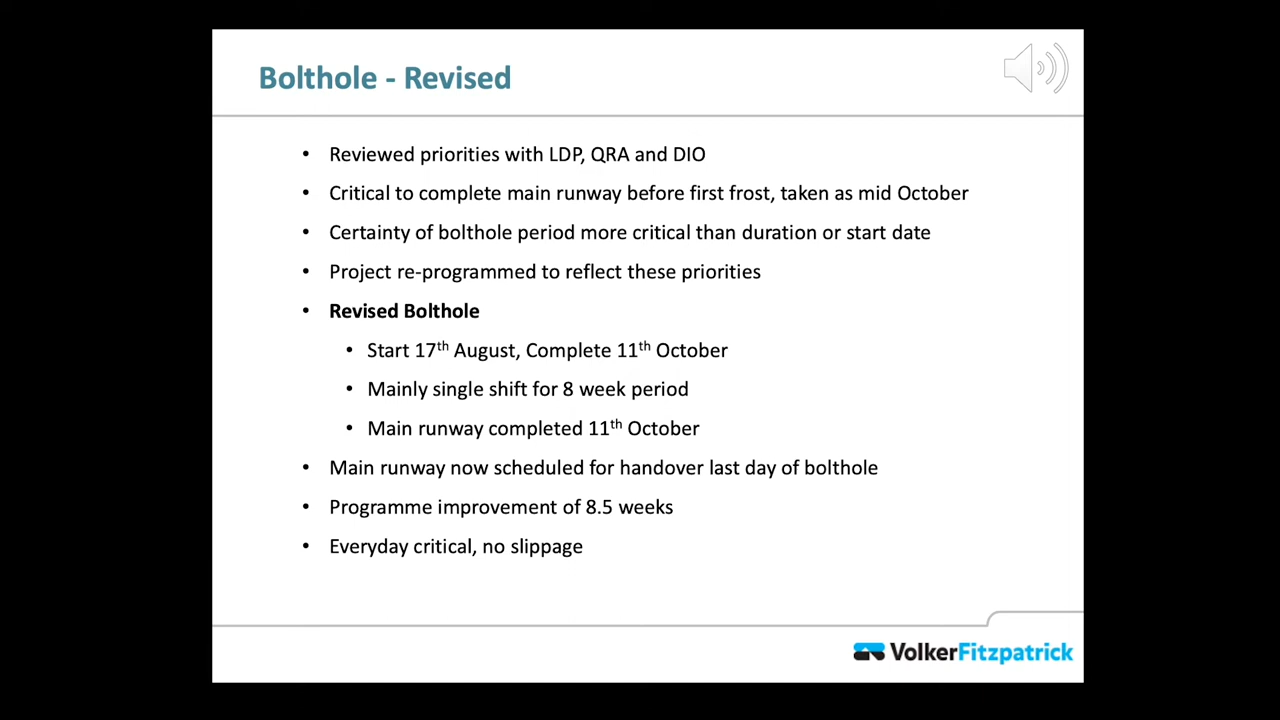 Bolthole - Revised
• Reviewed priorities with LDP, QRA and DIO
• Critical to complete main runway before first frost, taken as mid October
• Certainty of bolthole period more critical than duration or start date
• Project re-programmed to reflect these priorities
• Revised Bolthole
• Start 17th August, Complete 11th October
• Mainly single shift for 8 week period
• Main runway completed 11th October
• Main runway now scheduled for handover last day of bolthole
• Programme improvement of 8.5 weeks
• Everyday critical, no slippage
VolkerFitzpatrick